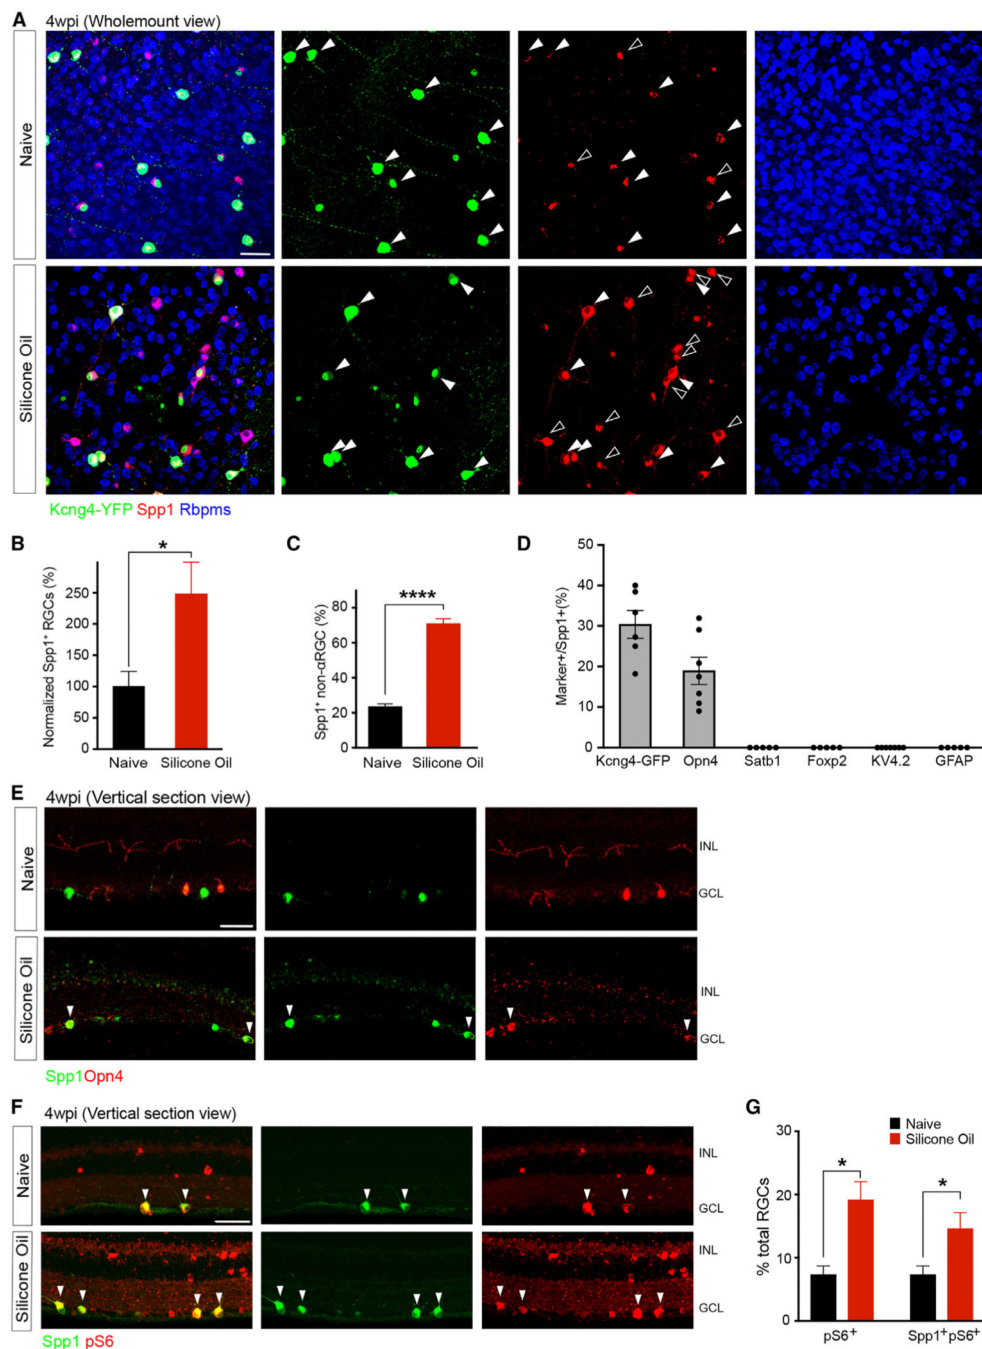 A
4wpi (Wholemount view)
Naive
Silicone Oil
Kcng4-YFP Spp1 Rbpms
B
Normalized Spp1⁺ RGCs (%)
250
200
150
100
50
0
*
Naive
Silicone Oil
C
Spp1⁺ non-αRGC (%)
80
60
40
20
0
****
Naive
Silicone Oil
D
Marker+/Spp1+(%)
50
40
30
20
10
0
Kcng4-GFP
Opn4
Satb1
Foxp2
KV4.2
GFAP
E
4wpi (Vertical section view)
Naive
INL
GCL
Silicone Oil
INL
GCL
Spp1Opn4
F
4wpi (Vertical section view)
Naive
INL
GCL
Silicone Oil
INL
GCL
Spp1 pS6
G
Naive
Silicone Oil
% total RGCs
30
20
10
0
*
*
pS6⁺
Spp1⁺pS6⁺